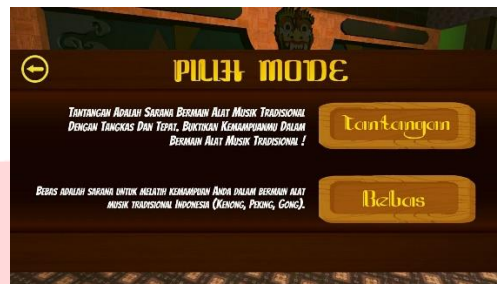 PILIH MODE
TANTANGAN ADALAH SARANA BERMAIN ALAT MUSIK TRADISIONAL
DENGAN TANGKAS DAN TEPAT. BUKTIKAN KEMAMPUANMU DALAM
BERMAIN ALAT MUSIK TRADISIONAL !
Tantangan
BEBAS ADALAH SARANA UNTUK MELATIH KEMAMPUAN ANDA DALAM BERMAIN ALAT
MUSIK TRADISIONAL INDONESIA (KENONG, PEKING, GONG).
Bebas